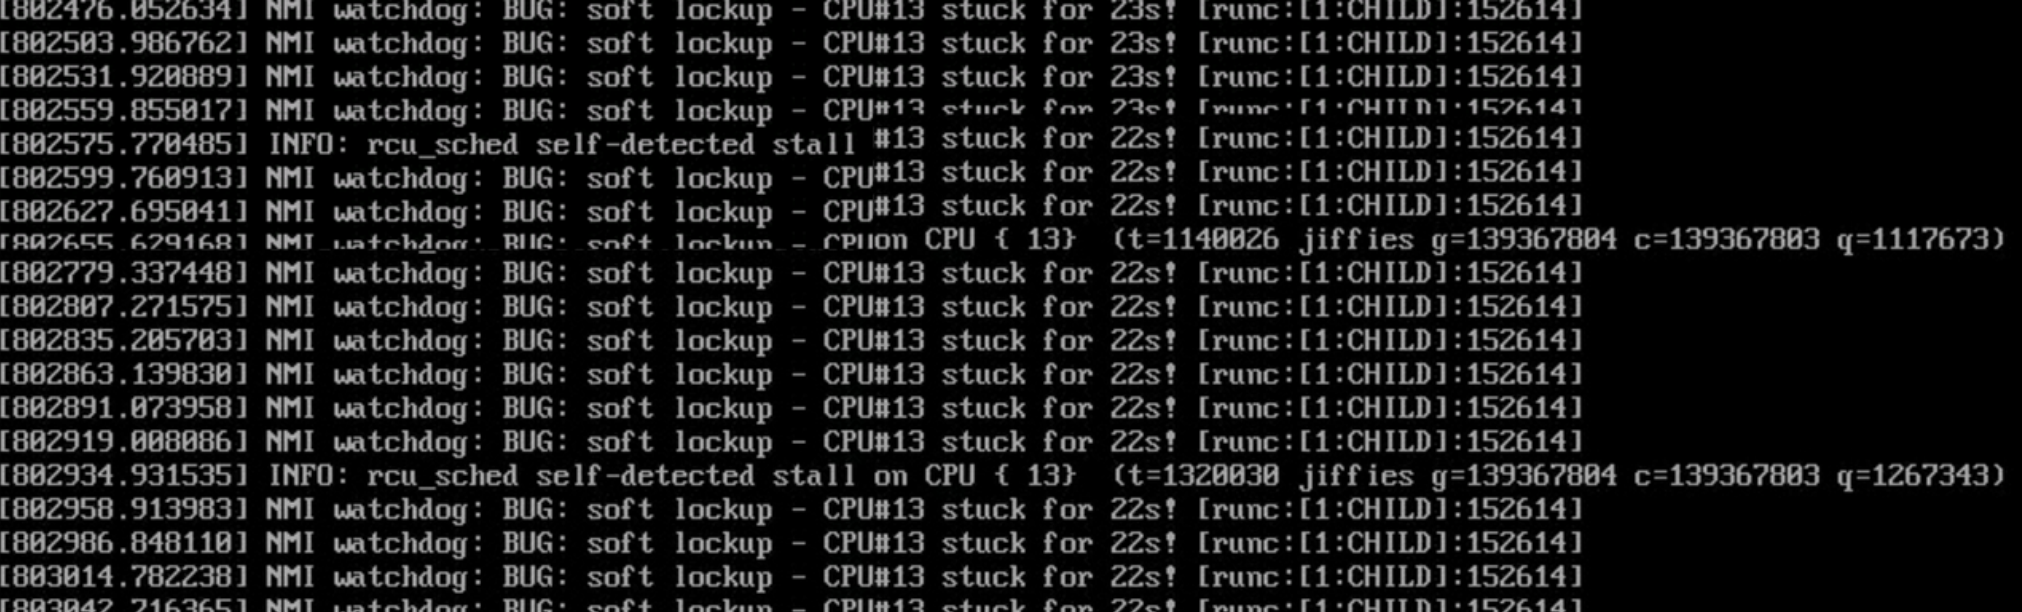 [802476.052634] NMI watchdog: BUG: soft lockup - CPU#13 stuck for 23s! [runc:[1:CHILD]:152614]
[802503.986762] NMI watchdog: BUG: soft lockup - CPU#13 stuck for 23s! [runc:[1:CHILD]:152614]
[802531.920889] NMI watchdog: BUG: soft lockup - CPU#13 stuck for 23s! [runc:[1:CHILD]:152614]
[802559.855017] NMI watchdog: BUG: soft lockup - CPU#13 stuck for 23s! [runc:[1:CHILD]:152614]
[802575.770485] INFO: rcu_sched self-detected stall #13 stuck for 22s! [runc:[1:CHILD]:152614]
[802599.760913] NMI watchdog: BUG: soft lockup - CPU#13 stuck for 22s! [runc:[1:CHILD]:152614]
[802627.695041] NMI watchdog: BUG: soft lockup - CPU#13 stuck for 22s! [runc:[1:CHILD]:152614]
[802655.629168] NMI watchdog: BUG: soft lockup - CPUon CPU { 13}  (t=1140026 jiffies g=139367804 c=139367803 q=1117673)
[802779.337448] NMI watchdog: BUG: soft lockup - CPU#13 stuck for 22s! [runc:[1:CHILD]:152614]
[802807.271575] NMI watchdog: BUG: soft lockup - CPU#13 stuck for 22s! [runc:[1:CHILD]:152614]
[802835.205703] NMI watchdog: BUG: soft lockup - CPU#13 stuck for 22s! [runc:[1:CHILD]:152614]
[802863.139830] NMI watchdog: BUG: soft lockup - CPU#13 stuck for 22s! [runc:[1:CHILD]:152614]
[802891.073958] NMI watchdog: BUG: soft lockup - CPU#13 stuck for 22s! [runc:[1:CHILD]:152614]
[802919.008086] NMI watchdog: BUG: soft lockup - CPU#13 stuck for 22s! [runc:[1:CHILD]:152614]
[802934.931535] INFO: rcu_sched self-detected stall on CPU { 13}  (t=1320030 jiffies g=139367804 c=139367803 q=1267343)
[802958.913983] NMI watchdog: BUG: soft lockup - CPU#13 stuck for 22s! [runc:[1:CHILD]:152614]
[802986.848110] NMI watchdog: BUG: soft lockup - CPU#13 stuck for 22s! [runc:[1:CHILD]:152614]
[803014.782238] NMI watchdog: BUG: soft lockup - CPU#13 stuck for 22s! [runc:[1:CHILD]:152614]
[803042.716365] NMI watchdog: BUG: soft lockup - CPU#13 stuck for 22s! [runc:[1:CHILD]:152614]